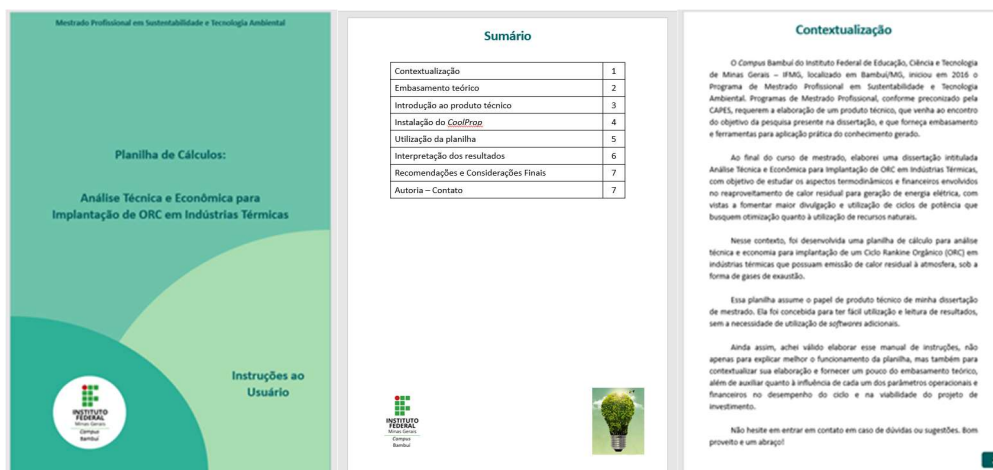 Mestrado Profissional em Sustentabilidade e Tecnologia Ambiental
Planilha de Cálculos:
Análise Técnica e Econômica para
Implantação de ORC em Indústrias Térmicas
Instruções ao
Usuário
INSTITUTO
FEDERAL
Minas Gerais
Campus
Bambuí
Sumário
Contextualização 1
Embasamento teórico 2
Introdução ao produto técnico 3
Instalação do CoolProp 4
Utilização da planilha 5
Interpretação dos resultados 6
Recomendações e Considerações Finais 7
Autoria – Contato 7
INSTITUTO
FEDERAL
Minas Gerais
Campus
Bambuí
Contextualização
O Campus Bambuí do Instituto Federal de Educação, Ciência e Tecnologia
de Minas Gerais – IFMG, localizado em Bambuí/MG, iniciou em 2016 o
Programa de Mestrado Profissional em Sustentabilidade e Tecnologia
Ambiental. Programas de Mestrado Profissional, conforme preconizado pela
CAPES, requerem a elaboração de um produto técnico, que venha ao encontro
do objetivo da pesquisa presente na dissertação, e que forneça embasamento
e ferramentas para aplicação prática do conhecimento gerado.
Ao final do curso de mestrado, elaborei uma dissertação intitulada
Análise Técnica e Econômica para Implantação de ORC em Indústrias Térmicas,
com objetivo de estudar os aspectos termodinâmicos e financeiros envolvidos
no reaproveitamento de calor residual para geração de energia elétrica, com
vistas a fomentar maior divulgação e utilização de ciclos de potência que
busquem otimização quanto à utilização de recursos naturais.
Nesse contexto, foi desenvolvida uma planilha de cálculo para análise
técnica e economia para implantação de um Ciclo Rankine Orgânico (ORC) em
indústrias térmicas que possuam emissão de calor residual à atmosfera, sob a
forma de gases de exaustão.
Essa planilha assume o papel de produto técnico de minha dissertação
de mestrado. Ela foi concebida para ter fácil utilização e leitura de resultados,
sem a necessidade de utilização de softwares adicionais.
Ainda assim, achei válido elaborar esse manual de instruções, não
apenas para explicar melhor o funcionamento da planilha, mas também para
contextualizar sua elaboração e fornecer um pouco do embasamento teórico,
além de auxiliar quanto à influência de cada um dos parâmetros operacionais e
financeiros no desempenho do ciclo e na viabilidade do projeto de
investimento.
Não hesite em entrar em contato em caso de dúvidas ou sugestões. Bom
proveito e um abraço!